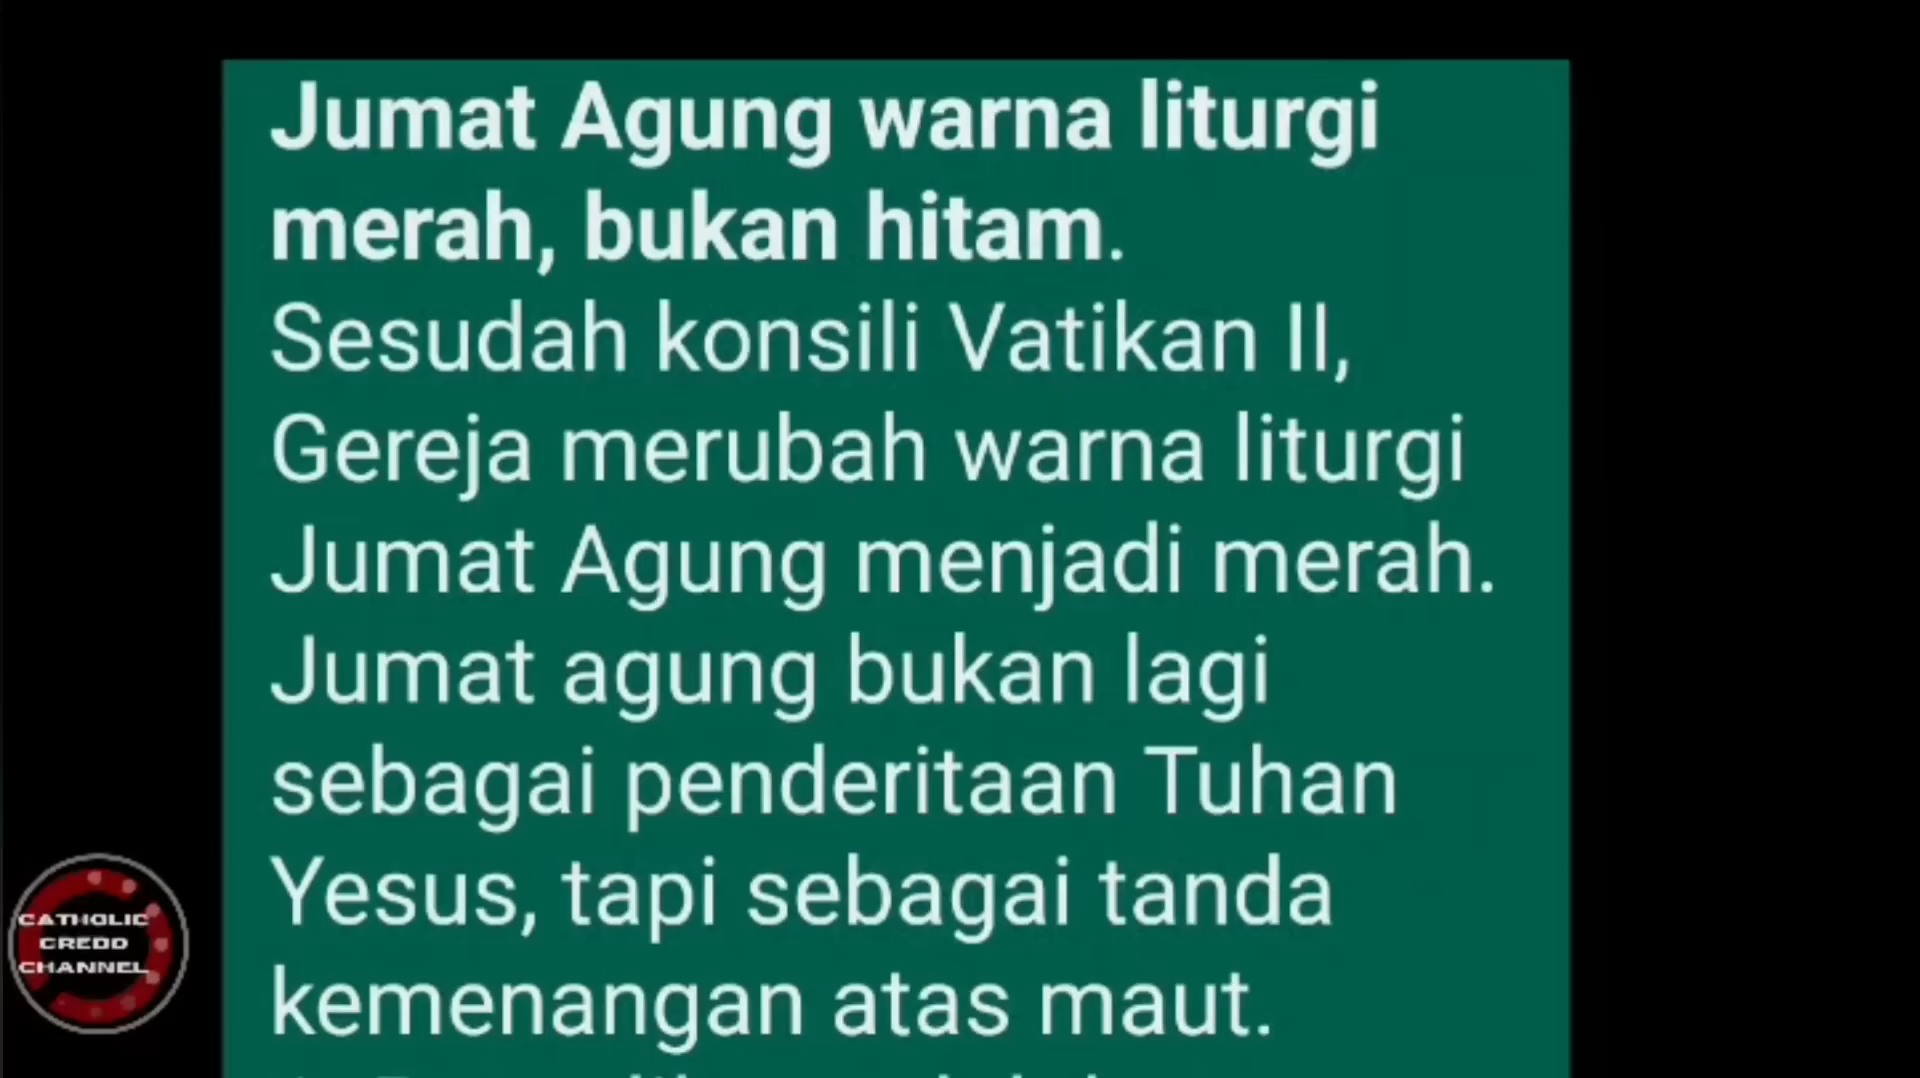 Jumat Agung warna liturgi
merah, bukan hitam.
Sesudah konsili Vatikan II,
Gereja merubah warna liturgi
Jumat Agung menjadi merah.
Jumat agung bukan lagi
sebagai penderitaan Tuhan
Yesus, tapi sebagai tanda
kemenangan atas maut.
CATHOLIC
CREDO
CHANNEL